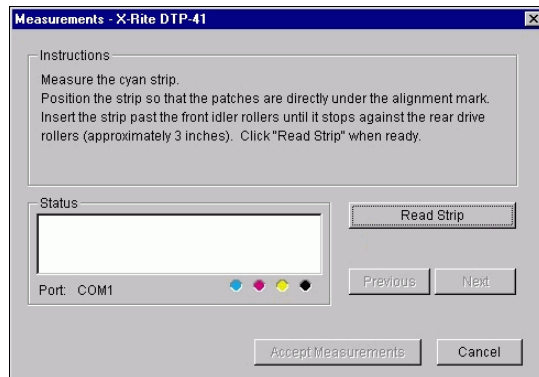 Measurements - X-Rite DTP-41
Instructions
Measure the cyan strip.
Position the strip so that the patches are directly under the alignment mark.
Insert the strip past the front idler rollers until it stops against the rear drive
rollers (approximately 3 inches). Click "Read Strip" when ready.
Status
Read Strip
Port: COM1
Previous
Next
Accept Measurements
Cancel